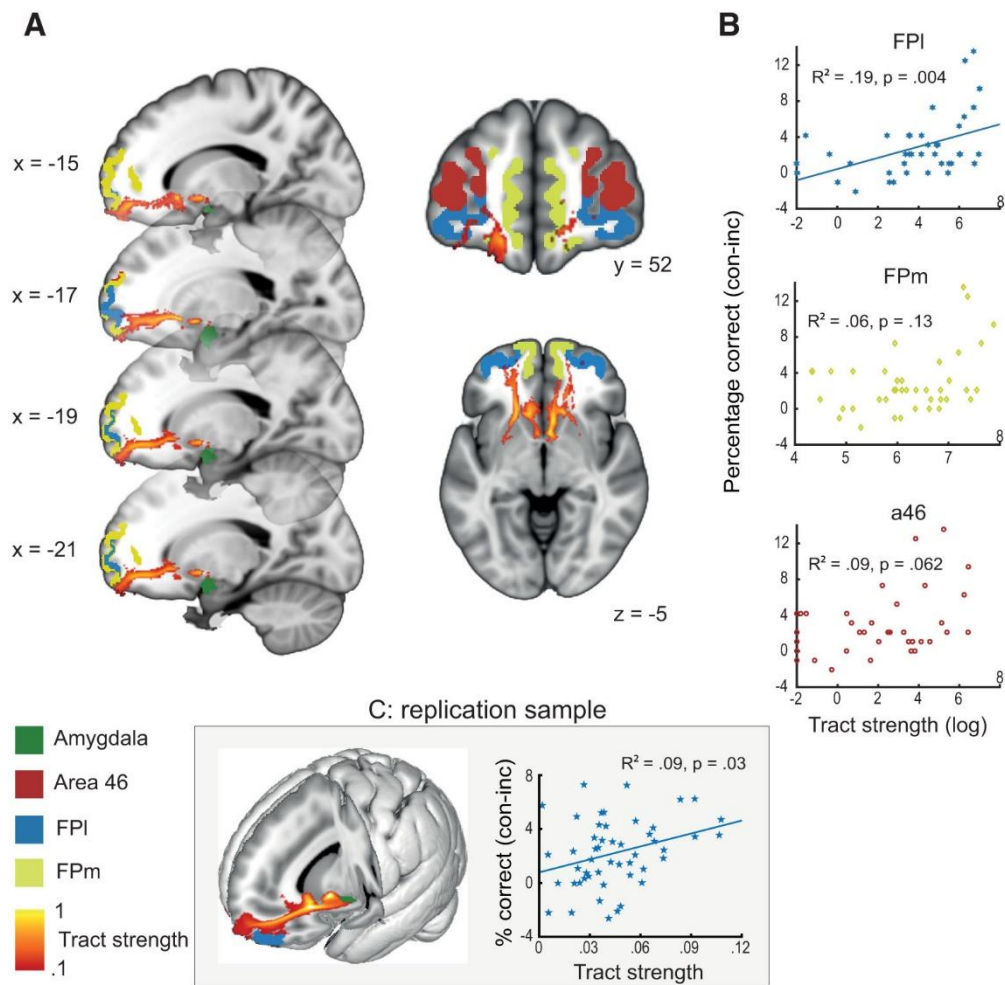 A
x = -15
x = -17
x = -19
x = -21
y = 52
z = -5
B
FPl
R² = .19, p = .004
12
8
4
0
-4
-2
0
2
4
6
8
FPm
R² = .06, p = .13
12
8
4
0
-4
4
5
6
7
8
Percentage correct (con-inc)
a46
R² = .09, p = .062
12
8
4
0
-4
-2
0
2
4
6
8
Tract strength (log)
Amygdala
Area 46
FPl
FPm
1
Tract strength
.1
C: replication sample
R² = .09, p = .03
% correct (con-inc)
8
4
0
-4
0
.03
.06
.09
.12
Tract strength